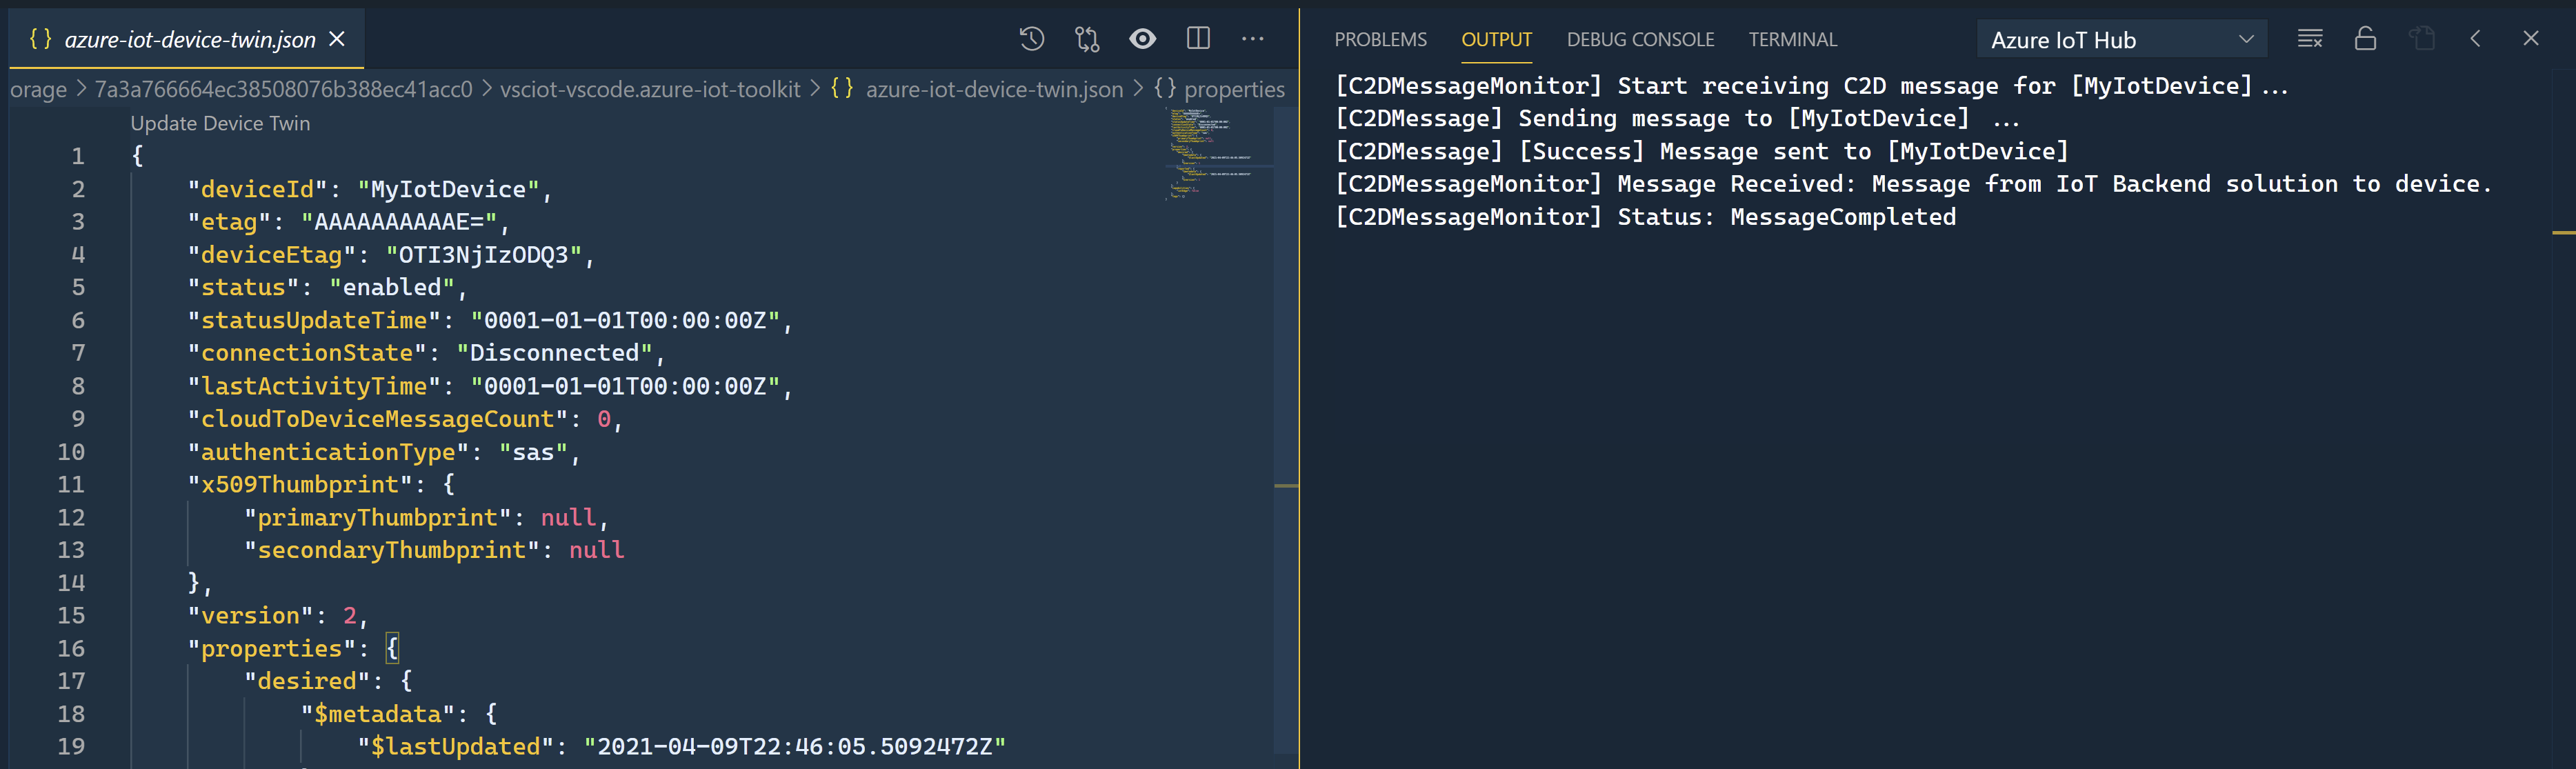 {} azure-iot-device-twin.json
orage > 7a3a766664ec38508076b388ec41acc0 > vsciot-vscode.azure-iot-toolkit > {} azure-iot-device-twin.json > {} properties
Update Device Twin
1 {
2 "deviceId": "MyIotDevice",
3 "etag": "AAAAAAAAAAE=",
4 "deviceEtag": "OTI3NjIzODQ3",
5 "status": "enabled",
6 "statusUpdateTime": "0001-01-01T00:00:00Z",
7 "connectionState": "Disconnected",
8 "lastActivityTime": "0001-01-01T00:00:00Z",
9 "cloudToDeviceMessageCount": 0,
10 "authenticationType": "sas",
11 "x509Thumbprint": {
12 "primaryThumbprint": null,
13 "secondaryThumbprint": null
14 },
15 "version": 2,
16 "properties": {
17 "desired": {
18 "$metadata": {
19 "$lastUpdated": "2021-04-09T22:46:05.5092472Z"
PROBLEMS OUTPUT DEBUG CONSOLE TERMINAL Azure IoT Hub
[C2DMessageMonitor] Start receiving C2D message for [MyIotDevice]...
[C2DMessage] Sending message to [MyIotDevice] ...
[C2DMessage] [Success] Message sent to [MyIotDevice]
[C2DMessageMonitor] Message Received: Message from IoT Backend solution to device.
[C2DMessageMonitor] Status: MessageCompleted